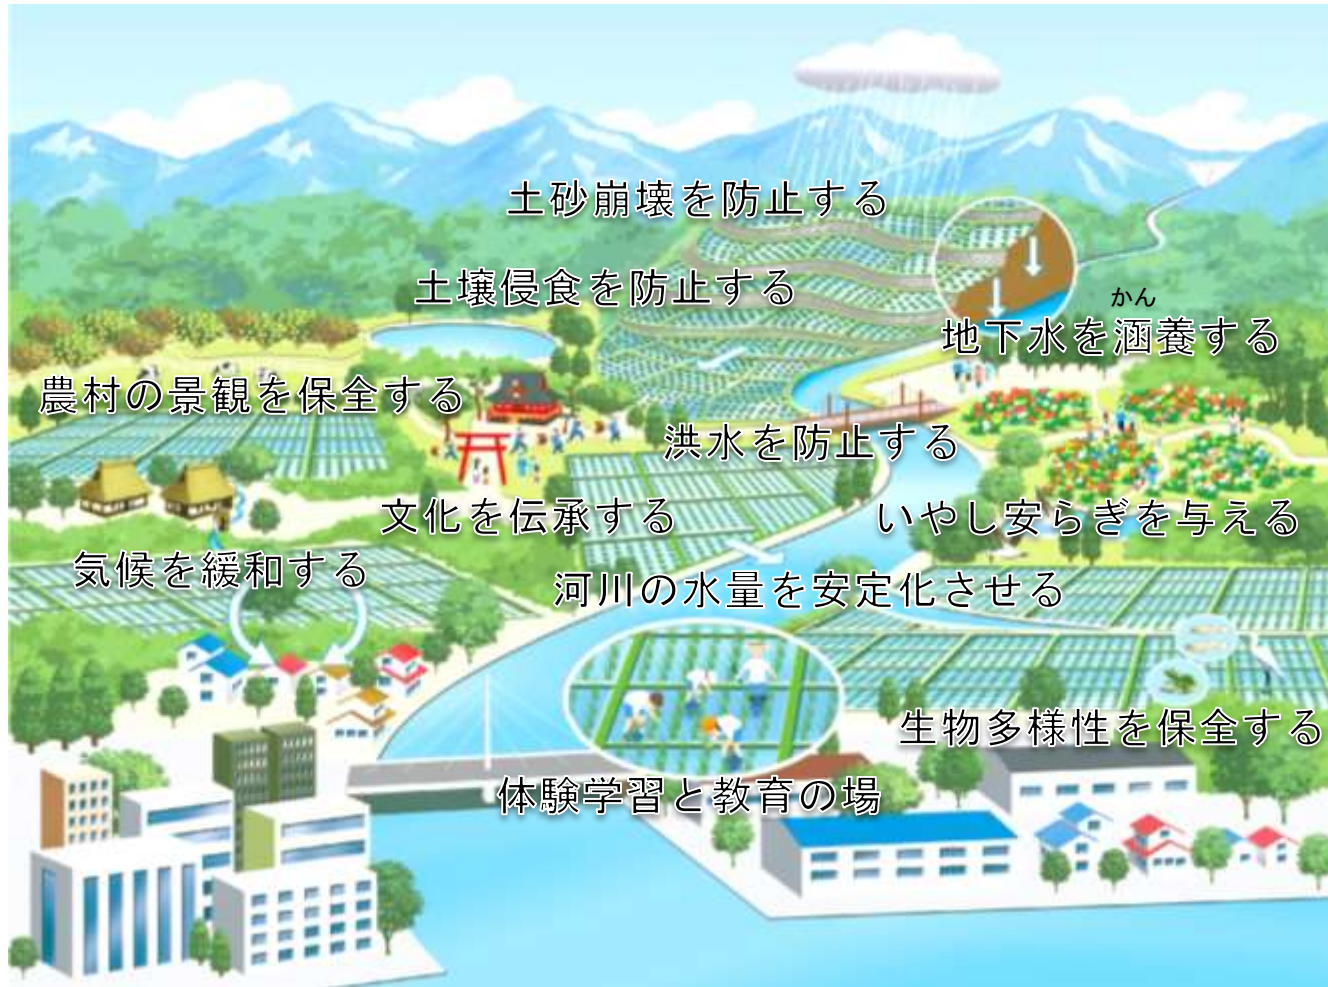 土砂崩壊を防止する
土壌侵食を防止する
かん
地下水を涵養する
農村の景観を保全する
洪水を防止する
文化を伝承する
いやし安らぎを与える
気候を緩和する
河川の水量を安定化させる
生物多様性を保全する
体験学習と教育の場